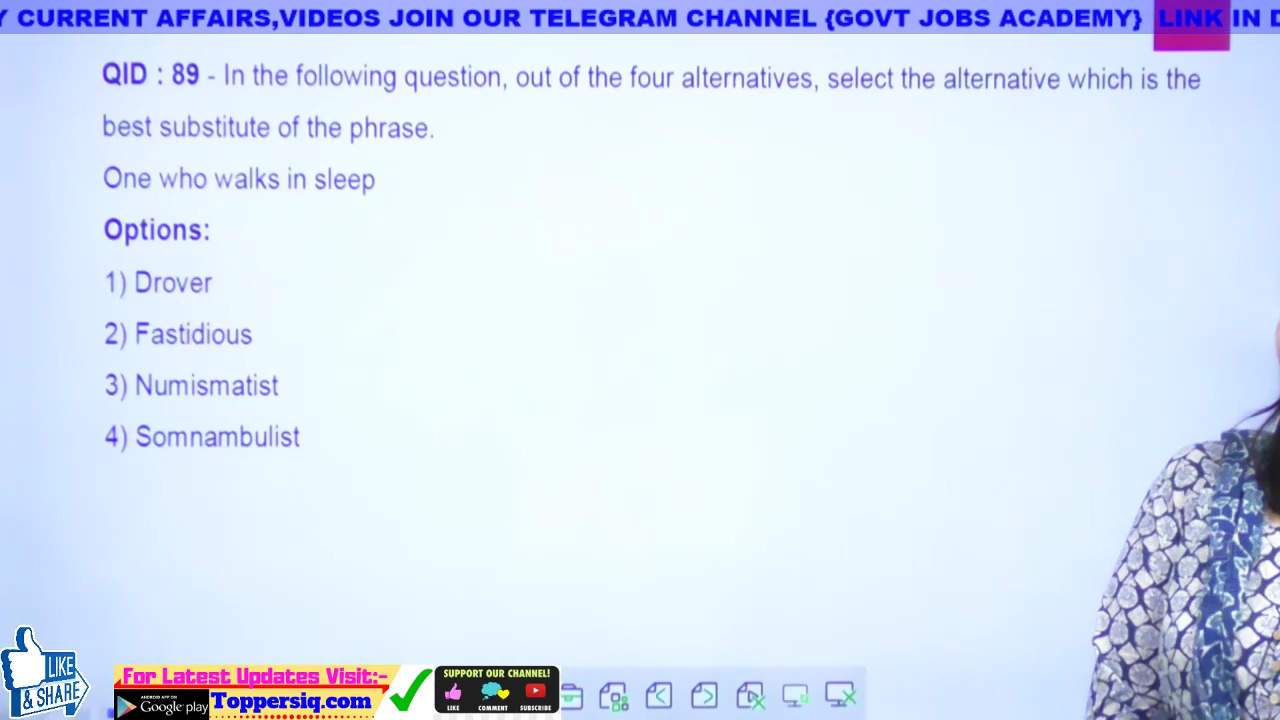 Y CURRENT AFFAIRS,VIDEOS JOIN OUR TELEGRAM CHANNEL {GOVT JOBS ACADEMY} LINK IN D
QID : 89 - In the following question, out of the four alternatives, select the alternative which is the
best substitute of the phrase.
One who walks in sleep
Options:
1) Drover
2) Fastidious
3) Numismatist
4) Somnambulist
LIKE
& SHARE
For Latest Updates Visit:-
ANDROID APP ON
Google play
Toppersiq.com
SUPPORT OUR CHANNEL!
LIKE COMMENT SUBSCRIBE